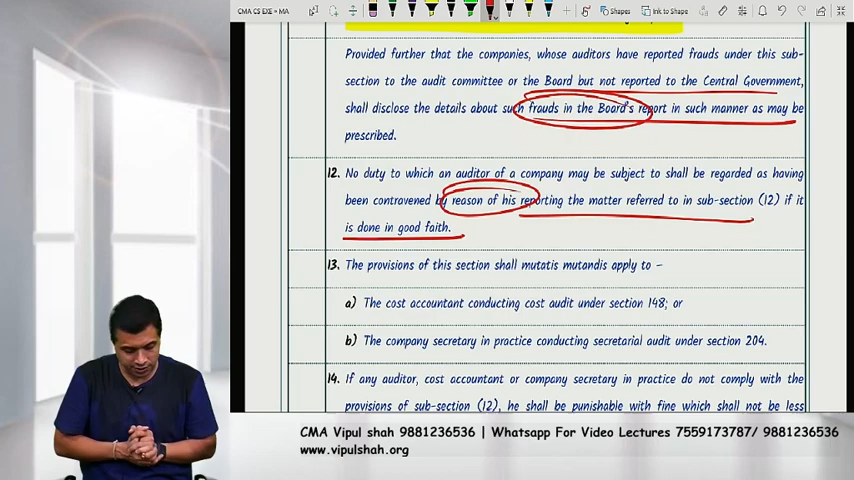 CMA CS EXE = MA
Shapes
Ink to Shape
Provided further that the companies, whose auditors have reported frauds under this sub-
section to the audit committee or the Board but not reported to the Central Government,
shall disclose the details about such frauds in the Board's report in such manner as may be
prescribed.
12. No duty to which an auditor of a company may be subject to shall be regarded as having
been contravened by reason of his reporting the matter referred to in sub-section (12) if it
is done in good faith.
13. The provisions of this section shall mutatis mutandis apply to –
a) The cost accountant conducting cost audit under section 148; or
b) The company secretary in practice conducting secretarial audit under section 204.
14. If any auditor, cost accountant or company secretary in practice do not comply with the
provisions of sub-section (12), he shall be punishable with fine which shall not be less
CMA Vipul shah 9881236536 | Whatsapp For Video Lectures 7559173787/ 9881236536
www.vipulshah.org